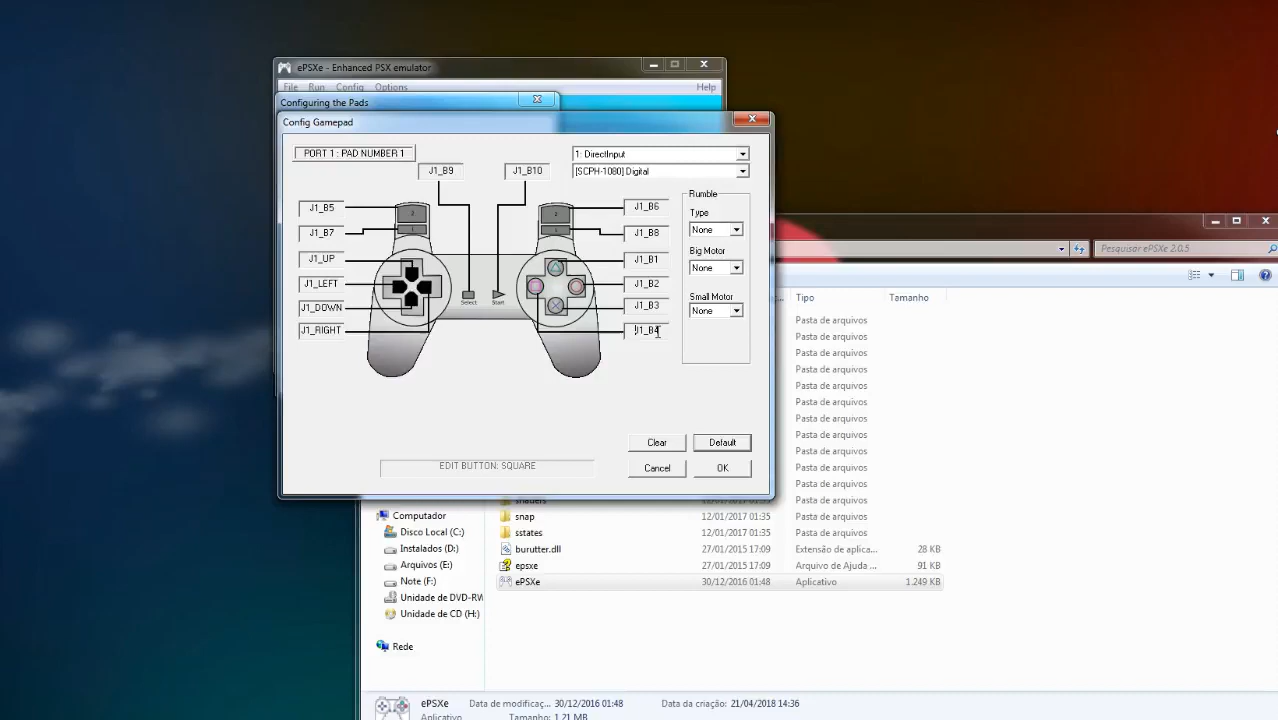 ePSXe - Enhanced PSX emulator
File Run Config Options Help
Configuring the Pads
Config Gamepad
PORT 1 : PAD NUMBER 1
1: DirectInput
[SCPH-1080] Digital
J1_B9
J1_B10
J1_B5
J1_B7
J1_UP
J1_LEFT
J1_DOWN
J1_RIGHT
2
1
2
1
Select
Start
J1_B6
J1_B8
J1_B1
J1_B2
J1_B3
J1_B4
Rumble
Type
None
Big Motor
None
Small Motor
None
Clear
Default
EDIT BUTTON: SQUARE
Cancel
OK
Pesquisar ePSXe 2.0.5
Tipo Tamanho
Pasta de arquivos
Pasta de arquivos
Pasta de arquivos
Pasta de arquivos
Pasta de arquivos
Pasta de arquivos
Pasta de arquivos
Pasta de arquivos
Pasta de arquivos
Pasta de arquivos
Pasta de arquivos
shaders 12/01/2017 01:35 Pasta de arquivos
snap 12/01/2017 01:35 Pasta de arquivos
sstates 12/01/2017 01:35 Pasta de arquivos
burutter.dll 27/01/2015 17:09 Extensão de aplica... 28 KB
epsxe 27/01/2015 17:09 Arquivo de Ajuda ... 91 KB
ePSXe 30/12/2016 01:48 Aplicativo 1.249 KB
Computador
Disco Local (C:)
Instalados (D:)
Arquivos (E:)
Note (F:)
Unidade de DVD-RW
Unidade de CD (H:)
Rede
ePSXe Data de modificaç... 30/12/2016 01:48 Data da criação: 21/04/2018 14:36
Aplicativo Tamanho: 1,21 MB